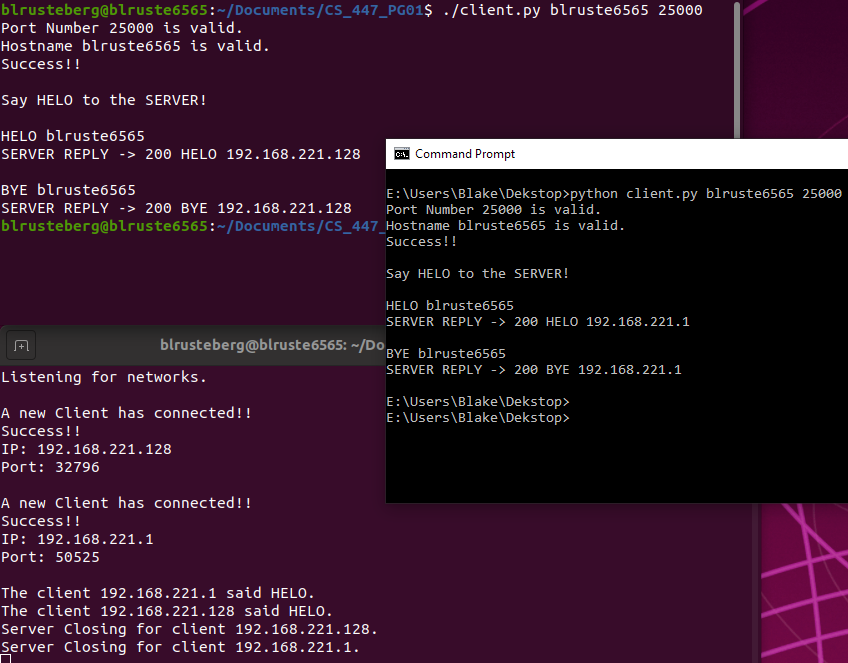 blrusteberg@blruste6565:~/Documents/CS_447_PG01$ ./client.py blruste6565 25000
Port Number 25000 is valid.
Hostname blruste6565 is valid.
Success!!
Say HELO to the SERVER!
HELO blruste6565
SERVER REPLY -> 200 HELO 192.168.221.128
BYE blruste6565
SERVER REPLY -> 200 BYE 192.168.221.128
blrusteberg@blruste6565:~/Documents/CS_447_
Command Prompt
E:\Users\Blake\Dekstop>python client.py blruste6565 25000
Port Number 25000 is valid.
Hostname blruste6565 is valid.
Success!!
Say HELO to the SERVER!
HELO blruste6565
SERVER REPLY -> 200 HELO 192.168.221.1
BYE blruste6565
SERVER REPLY -> 200 BYE 192.168.221.1
E:\Users\Blake\Dekstop>
E:\Users\Blake\Dekstop>
blrusteberg@blruste6565: ~/Do
Listening for networks.
A new Client has connected!!
Success!!
IP: 192.168.221.128
Port: 32796
A new Client has connected!!
Success!!
IP: 192.168.221.1
Port: 50525
The client 192.168.221.1 said HELO.
The client 192.168.221.128 said HELO.
Server Closing for client 192.168.221.128.
Server Closing for client 192.168.221.1.